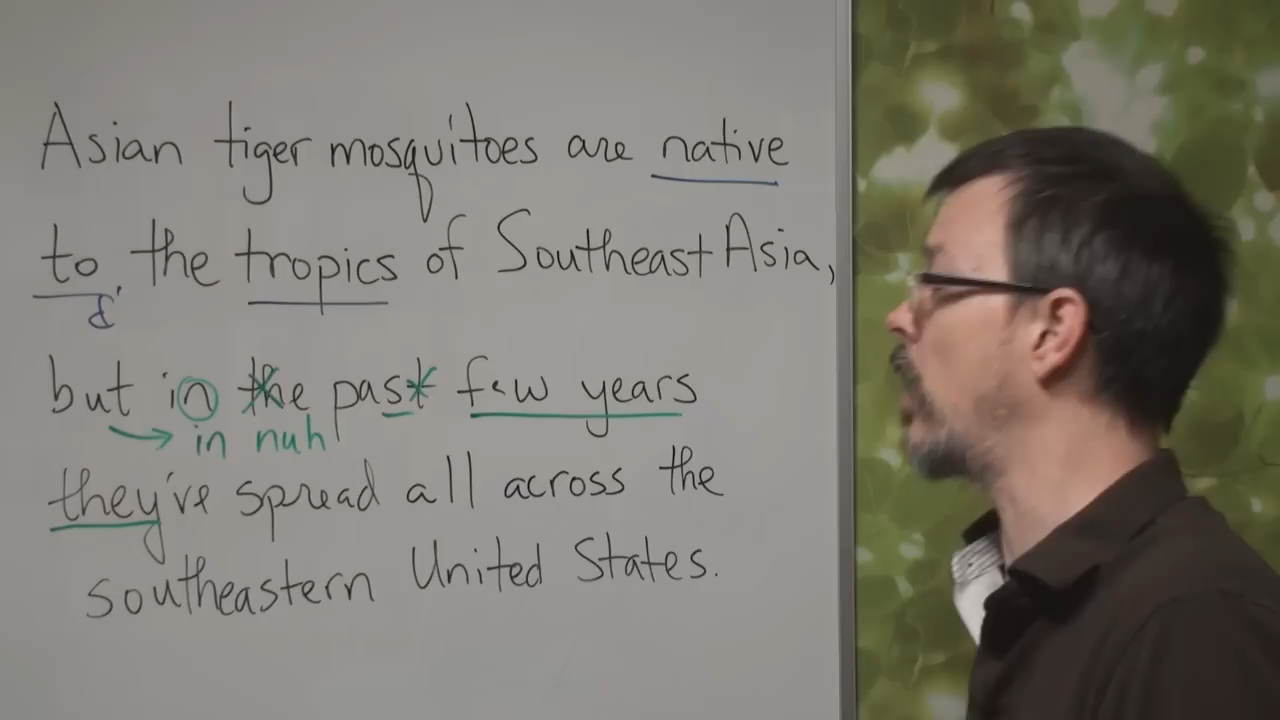 Asian tiger mosquitoes are native
to the tropics of Southeast Asia,
d
but in the past few years
in nuh
they've spread all across the
southeastern United States.